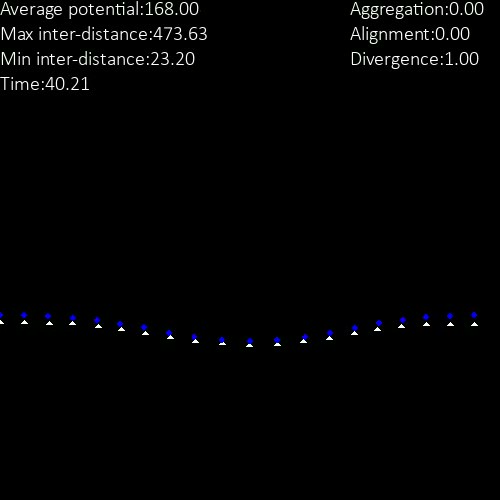 Average potential:168.00
Aggregation:0.00
Max inter-distance:473.63
Alignment:0.00
Min inter-distance:23.20
Divergence:1.00
Time:40.21